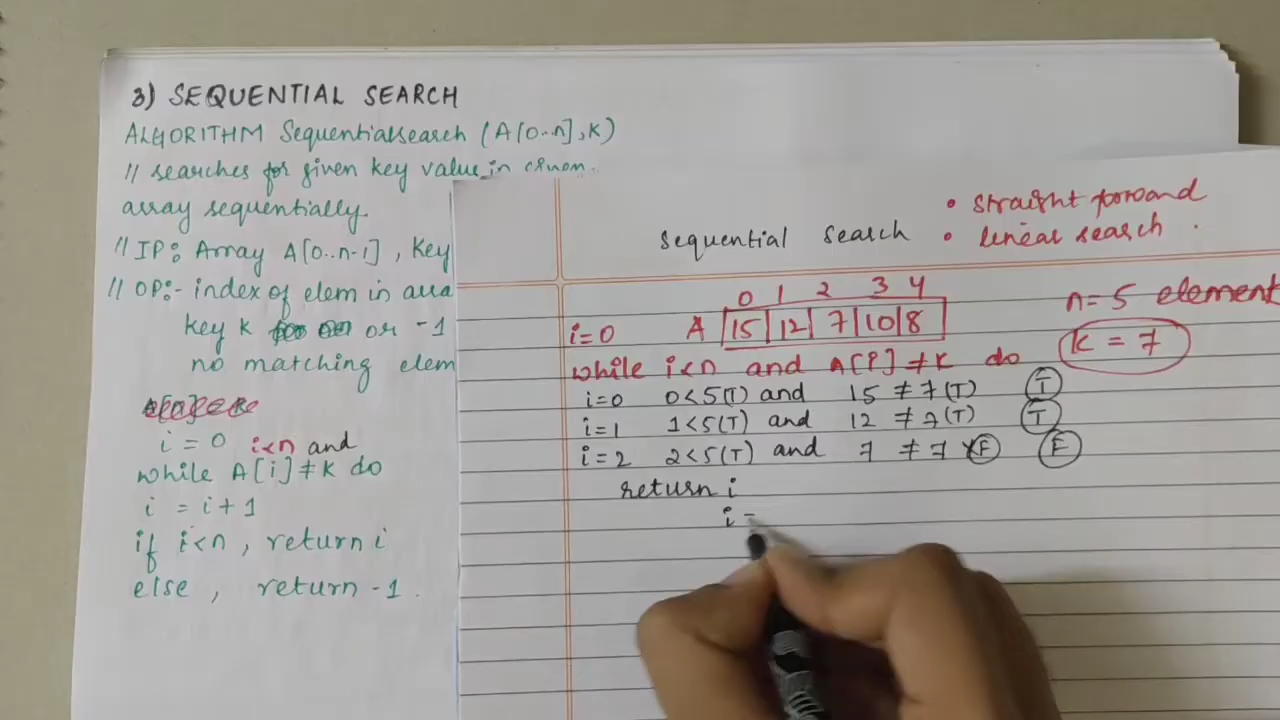 3) SEQUENTIAL SEARCH
ALGORITHM Sequentialsearch (A[0..n], K)
// searches for given key value in
array sequentially.
// IP: Array A[0..n-1], Key
// OP:- index of elem in
key K or -1
no matching elem
i = 0 i<n and
while A[i] ≠ K do
i = i+1
if i<n, return i
else, return -1.
sequential search
• straight forward
• linear search.
0 1 2 3 4
i=0 A 15 12 7 10 8
n=5 element
K = 7
while i<n and A[i] ≠ K do
i=0 0<5(T) and 15 ≠ 7(T) T
i=1 1<5(T) and 12 ≠ 7(T) T
i=2 2<5(T) and 7 ≠ 7 F F
return i
i =